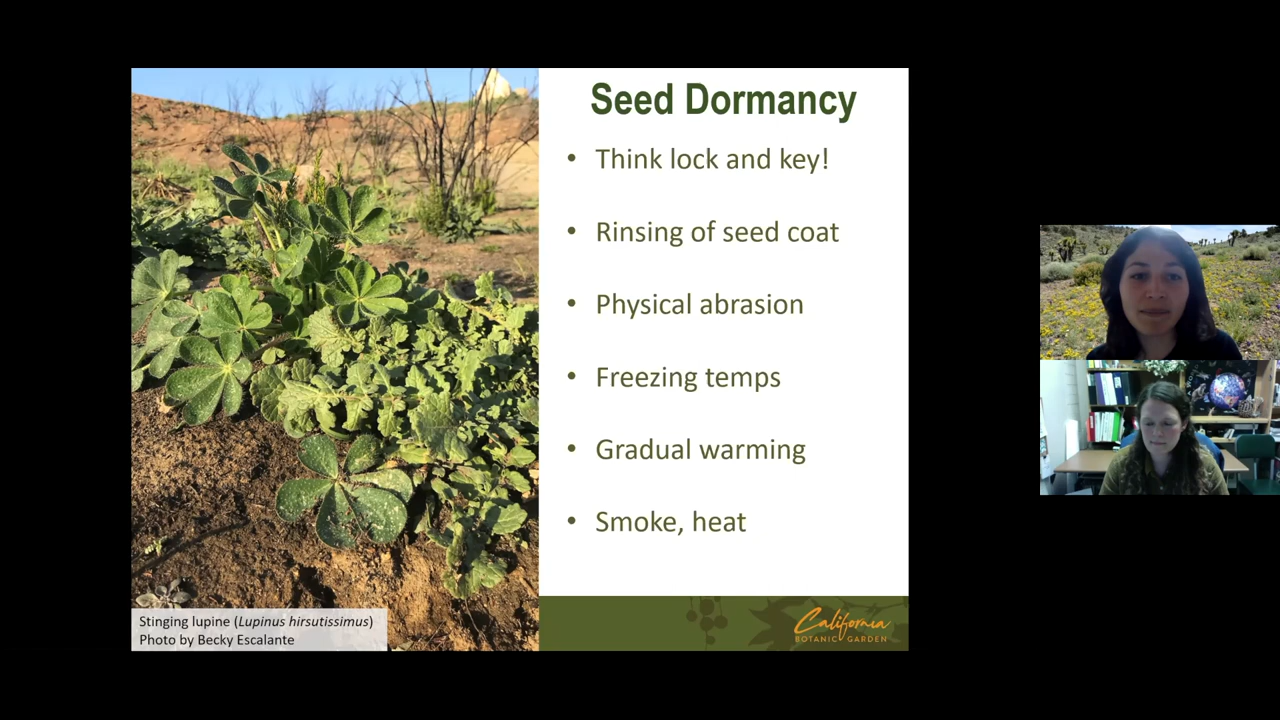 Seed Dormancy
• Think lock and key!
• Rinsing of seed coat
• Physical abrasion
• Freezing temps
• Gradual warming
• Smoke, heat
Stinging lupine (Lupinus hirsutissimus)
Photo by Becky Escalante
California
BOTANIC GARDEN